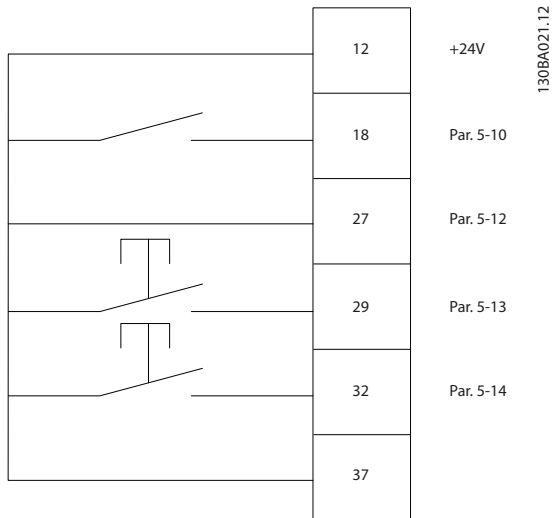 12 +24V
18 Par. 5-10
27 Par. 5-12
29 Par. 5-13
32 Par. 5-14
37
130BA021.12